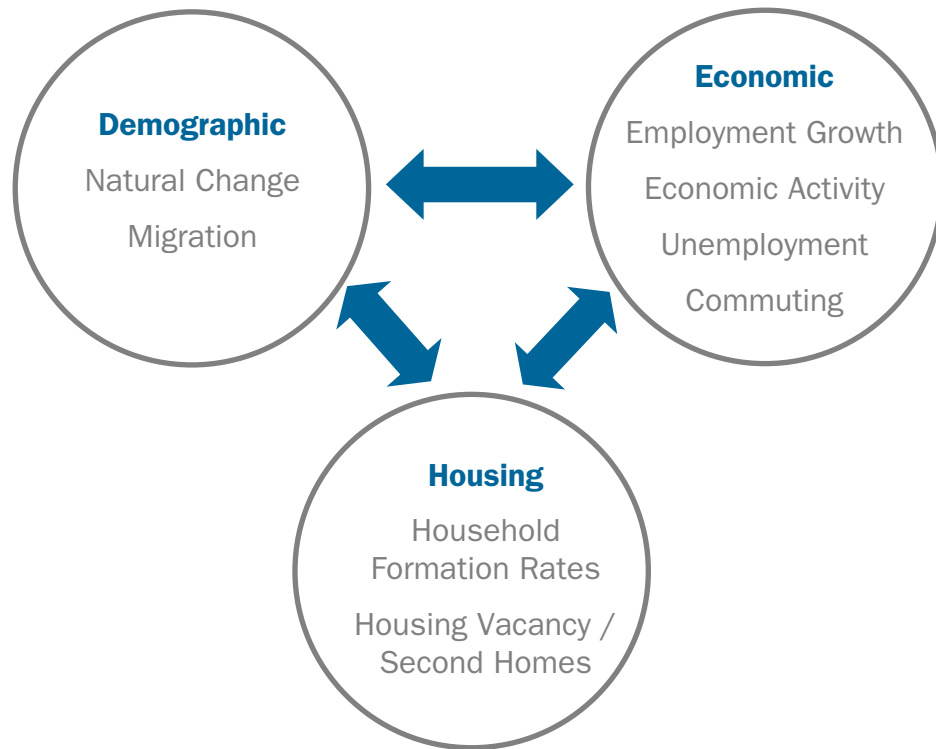 Demographic
Natural Change
Migration
Economic
Employment Growth
Economic Activity
Unemployment
Commuting
Housing
Household
Formation Rates
Housing Vacancy /
Second Homes